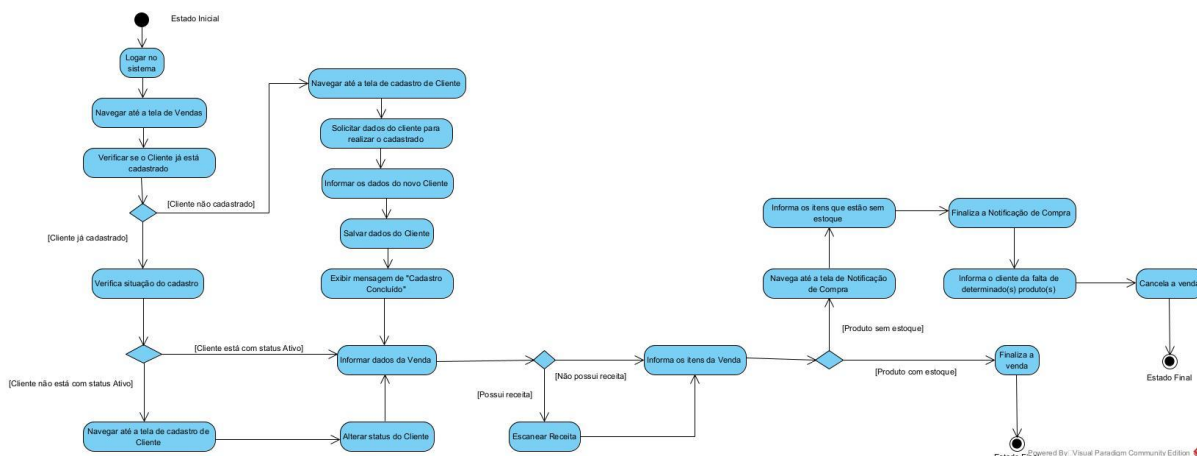 Estado Inicial
Logar no
sistema
Navegar até a tela de Vendas
Verificar se o Cliente já está
cadastrado
[Cliente não cadastrado]
[Cliente já cadastrado]
Verifica situação do cadastro
[Cliente está com status Ativo]
[Cliente não está com status Ativo]
Navegar até a tela de cadastro de
Cliente
Alterar status do Cliente
Navegar até a tela de cadastro de Cliente
Solicitar dados do cliente para
realizar o cadastrado
Informar os dados do novo Cliente
Salvar dados do Cliente
Exibir mensagem de "Cadastro
Concluído"
Informar dados da Venda
[Não possui receita]
[Possui receita]
Escanear Receita
Informa os itens da Venda
[Produto sem estoque]
[Produto com estoque]
Navega até a tela de Notificação
de Compra
Informa os itens que estão sem
estoque
Finaliza a Notificação de Compra
Informa o cliente da falta de
determinado(s) produto(s)
Cancela a venda
Estado Final
Finaliza a
venda
Estado Final
Powered By Visual Paradigm Community Edition